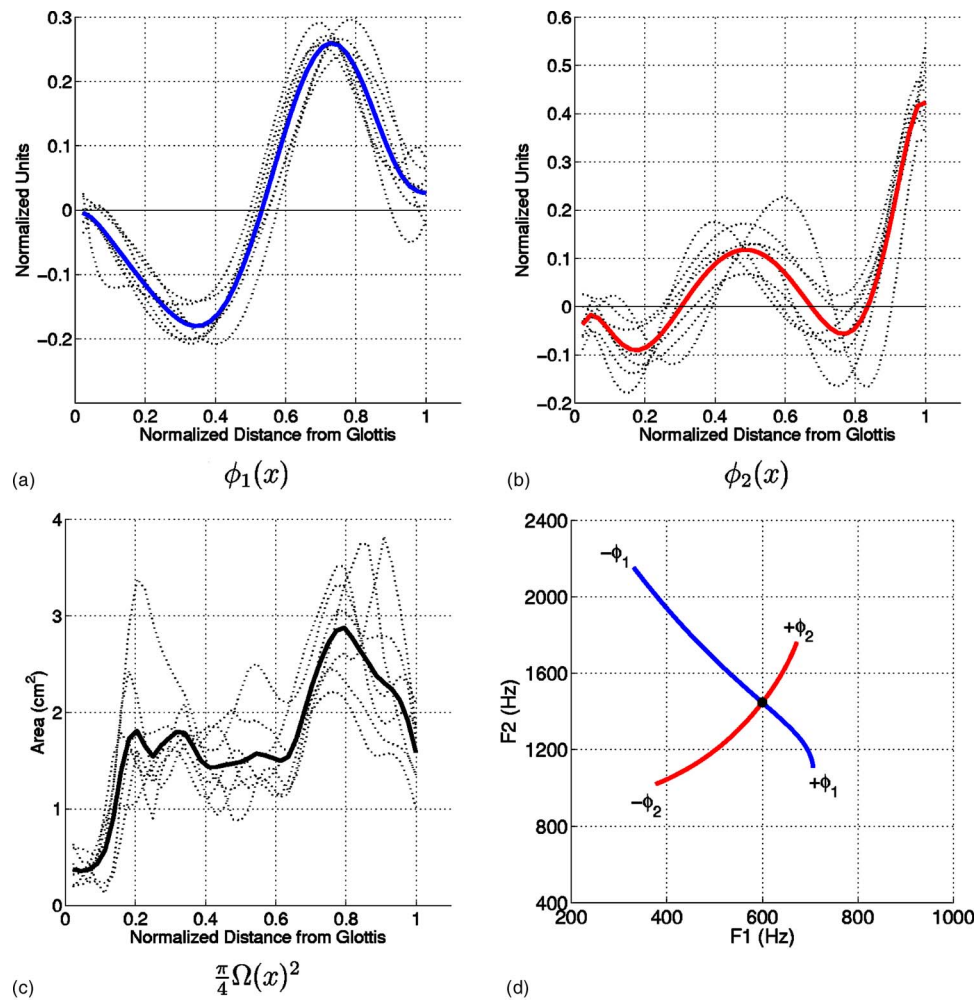 0.3
0.2
0.1
0
−0.1
−0.2
Normalized Units
0
0.2
0.4
0.6
0.8
1
Normalized Distance from Glottis
(a)
ϕ₁(x)
0.6
0.5
0.4
0.3
0.2
0.1
0
−0.1
−0.2
Normalized Units
0
0.2
0.4
0.6
0.8
1
Normalized Distance from Glottis
(b)
ϕ₂(x)
4
3
2
1
0
Area (cm²)
0
0.2
0.4
0.6
0.8
1
Normalized Distance from Glottis
(c)
π/4 Ω(x)²
2400
2000
1600
1200
800
400
F2 (Hz)
−ϕ₁
+ϕ₂
+ϕ₁
−ϕ₂
200
400
600
800
1000
F1 (Hz)
(d)